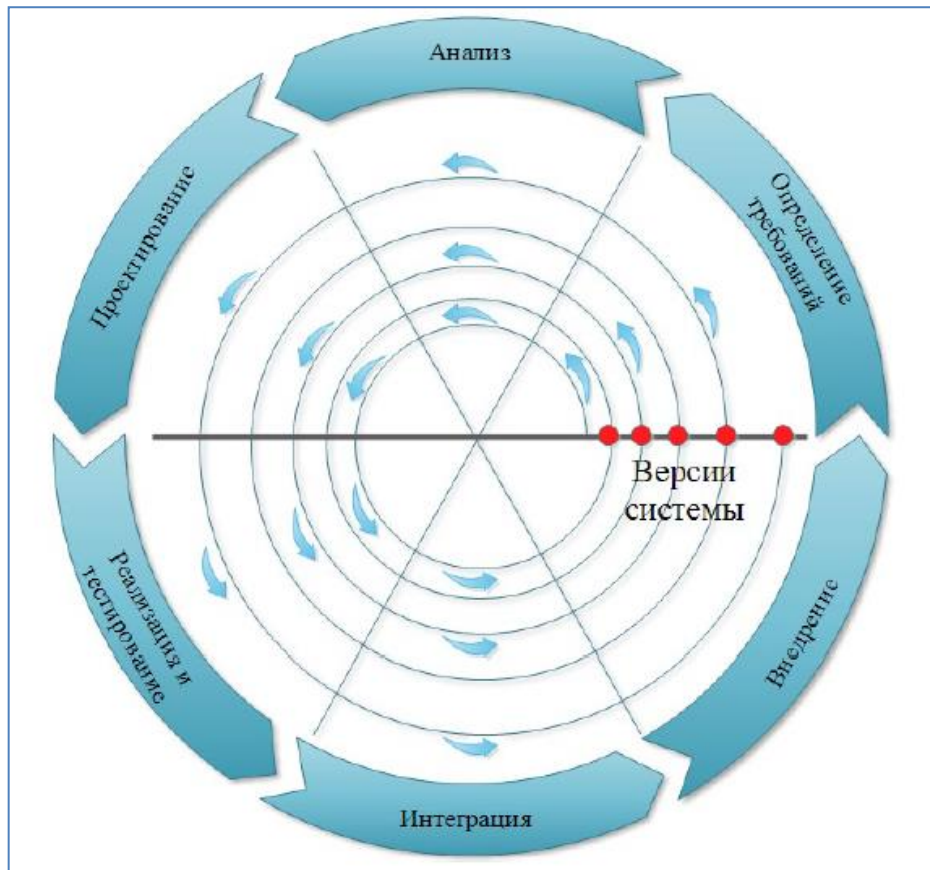 Анализ
Определение
требований
Проектирование
Версии
системы
Реализация и
тестирование
Внедрение
Интеграция